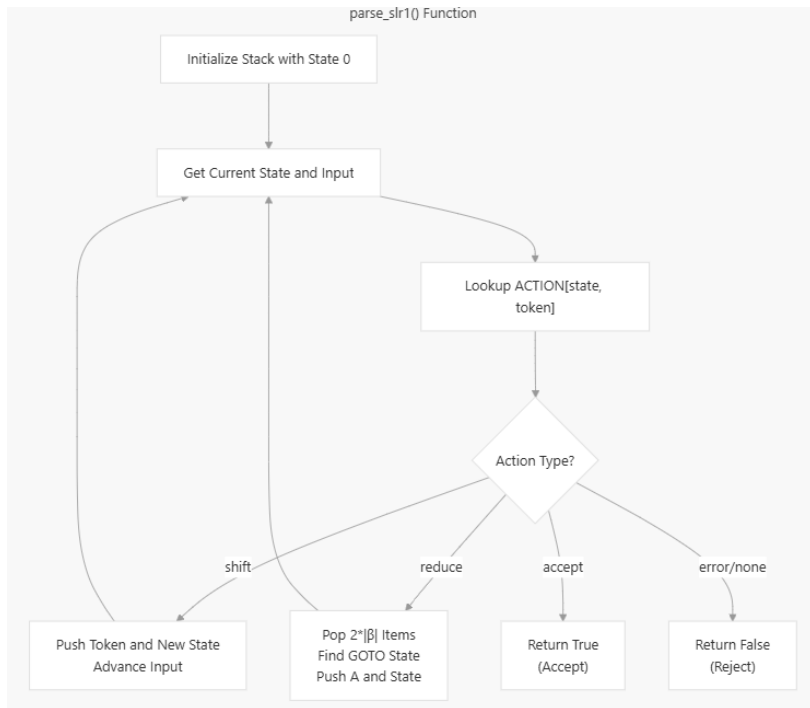 parse_slr1() Function
Initialize Stack with State 0
Get Current State and Input
Lookup ACTION[state,
token]
Action Type?
shift
reduce
accept
error/none
Push Token and New State
Advance Input
Pop 2*|β| Items
Find GOTO State
Push A and State
Return True
(Accept)
Return False
(Reject)